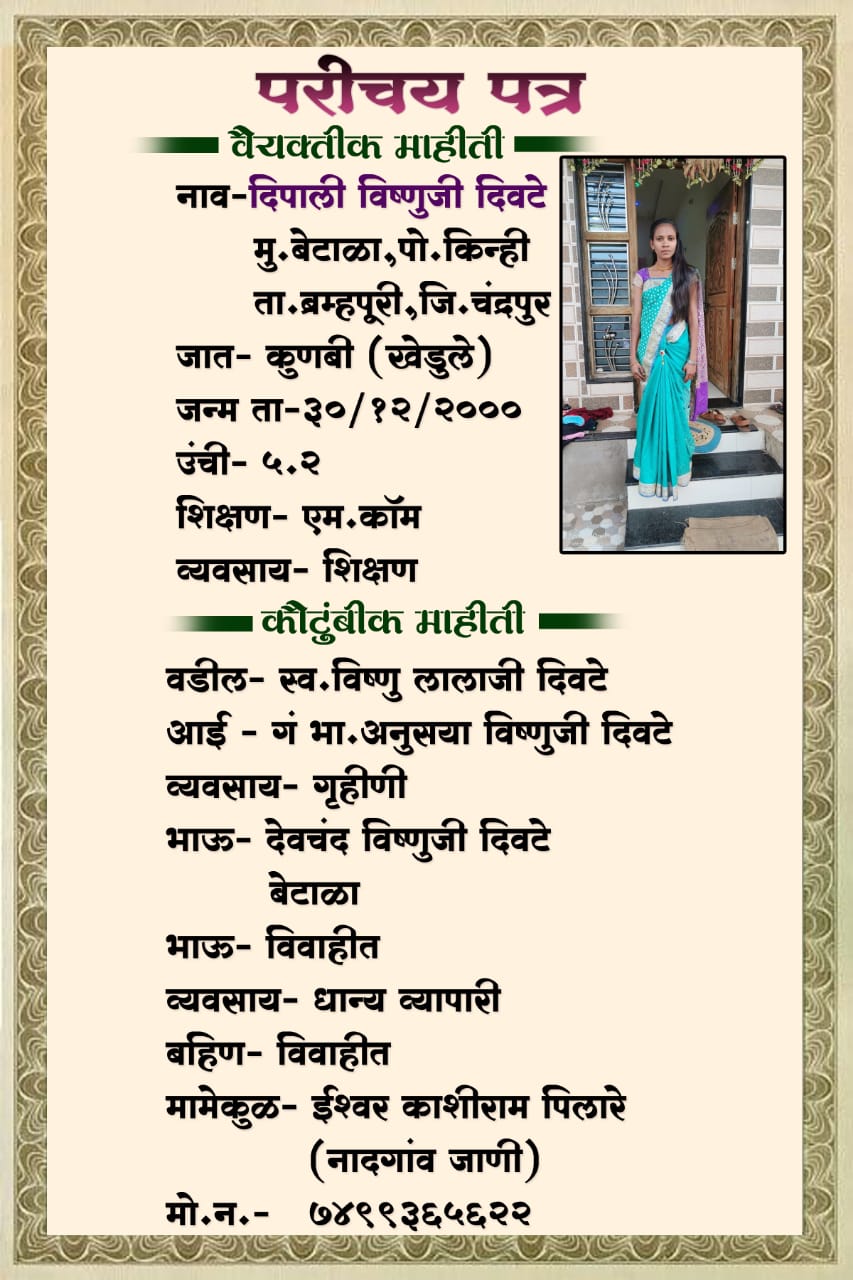 परीचय पत्र
वैयक्तीक माहीती
नाव-दिपाली विष्णुजी दिवटे
मु.बेटाळा,पो.किन्ही
ता.ब्रम्हपूरी,जि.चंद्रपुर
जात- कुणबी (खेडुले)
जन्म ता-३०/१२/२०००
उंची- ५.२
शिक्षण- एम.कॉम
व्यवसाय- शिक्षण
कौटुंबीक माहीती
वडील- स्व.विष्णु लालाजी दिवटे
आई - गं भा.अनुसया विष्णुजी दिवटे
व्यवसाय- गृहीणी
भाऊ- देवचंद विष्णुजी दिवटे
बेटाळा
भाऊ- विवाहीत
व्यवसाय- धान्य व्यापारी
बहिण- विवाहीत
मामेकुळ- ईश्वर काशीराम पिलारे
(नादगांव जाणी)
मो.न.- ७४९९३६५६२२